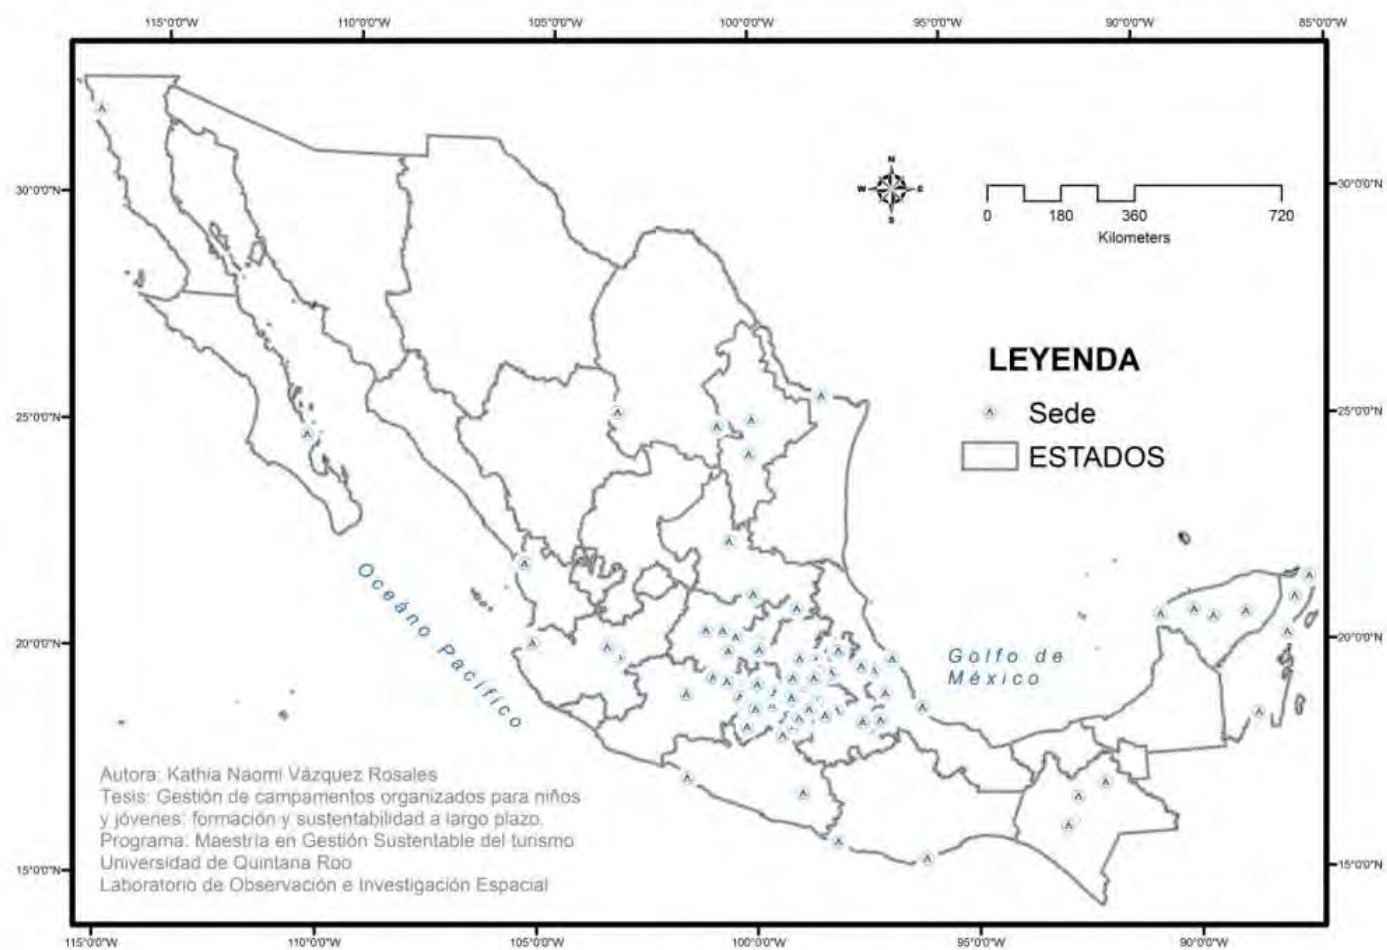 115°0'0"W 110°0'0"W 105°0'0"W 100°0'0"W 95°0'0"W 90°0'0"W 85°0'0"W
N
W E
S
30°0'0"N 30°0'0"N
0 180 360 720
Kilometers
LEYENDA
Sede
ESTADOS
25°0'0"N 25°0'0"N
Oceáno Pacífico
Golfo de
México
20°0'0"N 20°0'0"N
Autora: Kathia Naomi Vázquez Rosales
Tesis: Gestión de campamentos organizados para niños
y jóvenes: formación y sustentabilidad a largo plazo.
Programa: Maestría en Gestión Sustentable del turismo
Universidad de Quintana Roo
Laboratorio de Observación e Investigación Espacial
15°0'0"N 15°0'0"N
115°0'0"W 110°0'0"W 105°0'0"W 100°0'0"W 95°0'0"W 90°0'0"W